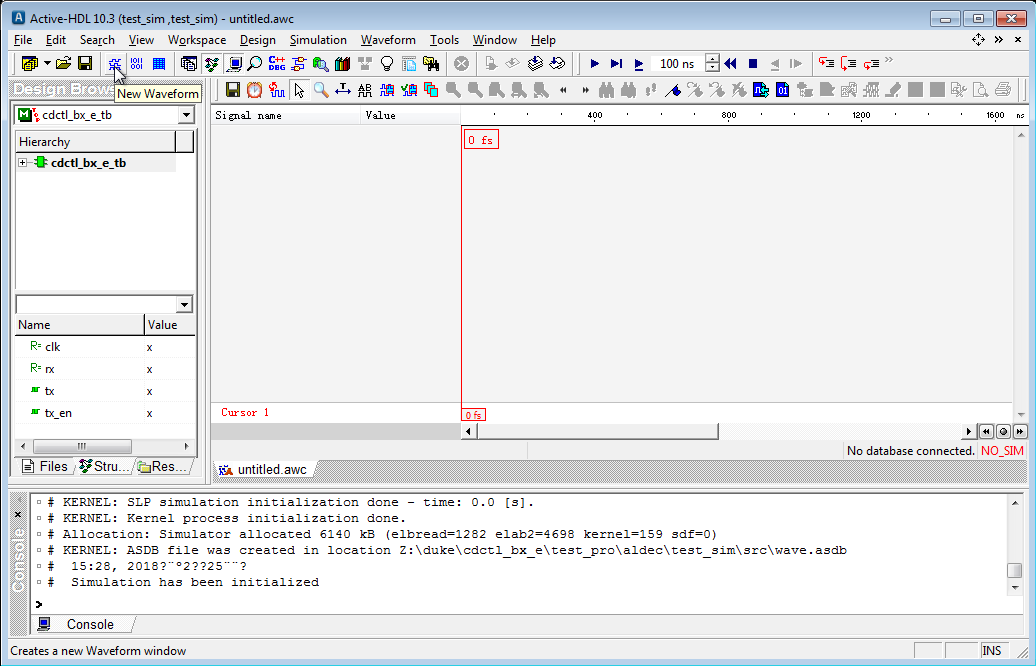 Active-HDL 10.3 (test_sim ,test_sim) - untitled.awc
File Edit Search View Workspace Design Simulation Waveform Tools Window Help
C++ DBG 100 ns
New Waveform
Design Brows
cdctl_bx_e_tb
Hierarchy
cdctl_bx_e_tb
Name Value
clk x
rx x
tx x
tx_en x
Files Stru... Res...
Signal name Value 400 800 1200 1600 ns
0 fs
Cursor 1 0 fs
No database connected. NO_SIM
untitled.awc
Console
# KERNEL: SLP simulation initialization done - time: 0.0 [s].
# KERNEL: Kernel process initialization done.
# Allocation: Simulator allocated 6140 kB (elbread=1282 elab2=4698 kernel=159 sdf=0)
# KERNEL: ASDB file was created in location Z:\duke\cdctl_bx_e\test_pro\aldec\test_sim\src\wave.asdb
# 15:28, 2018?¨°2??25¨¨?
# Simulation has been initialized
>
Console
Creates a new Waveform window INS